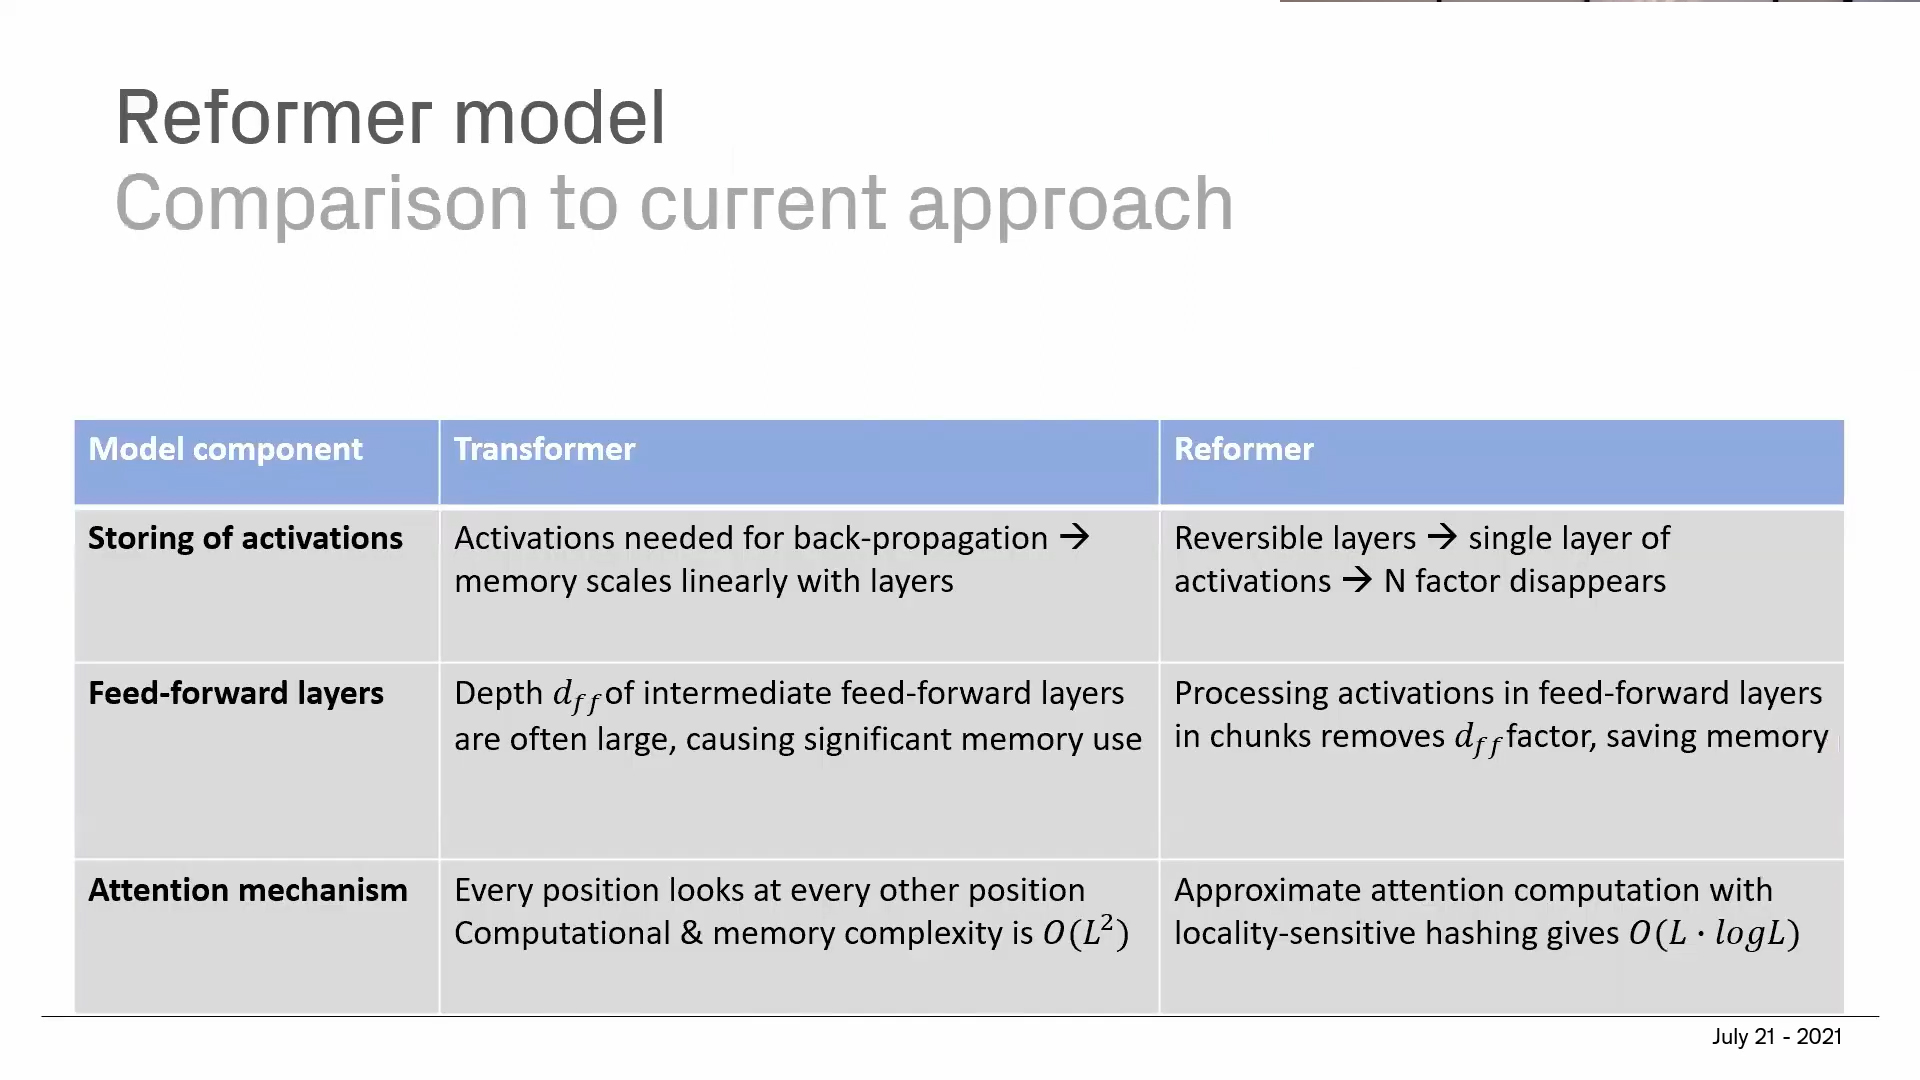 Reformer model
Comparison to current approach
Model component
Transformer
Reformer
Storing of activations
Activations needed for back-propagation →
memory scales linearly with layers
Reversible layers → single layer of
activations → N factor disappears
Feed-forward layers
Depth d_ff of intermediate feed-forward layers
are often large, causing significant memory use
Processing activations in feed-forward layers
in chunks removes d_ff factor, saving memory
Attention mechanism
Every position looks at every other position
Computational & memory complexity is O(L²)
Approximate attention computation with
locality-sensitive hashing gives O(L · logL)
July 21 - 2021